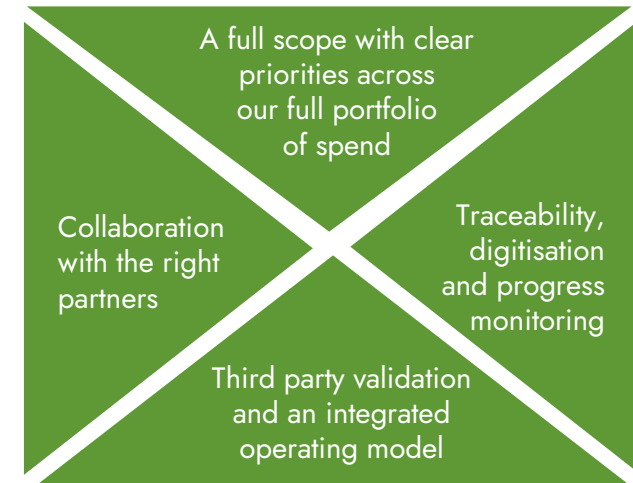 A full scope with clear
priorities across
our full portfolio
of spend
Collaboration
with the right
partners
Traceability,
digitisation
and progress
monitoring
Third party validation
and an integrated
operating model